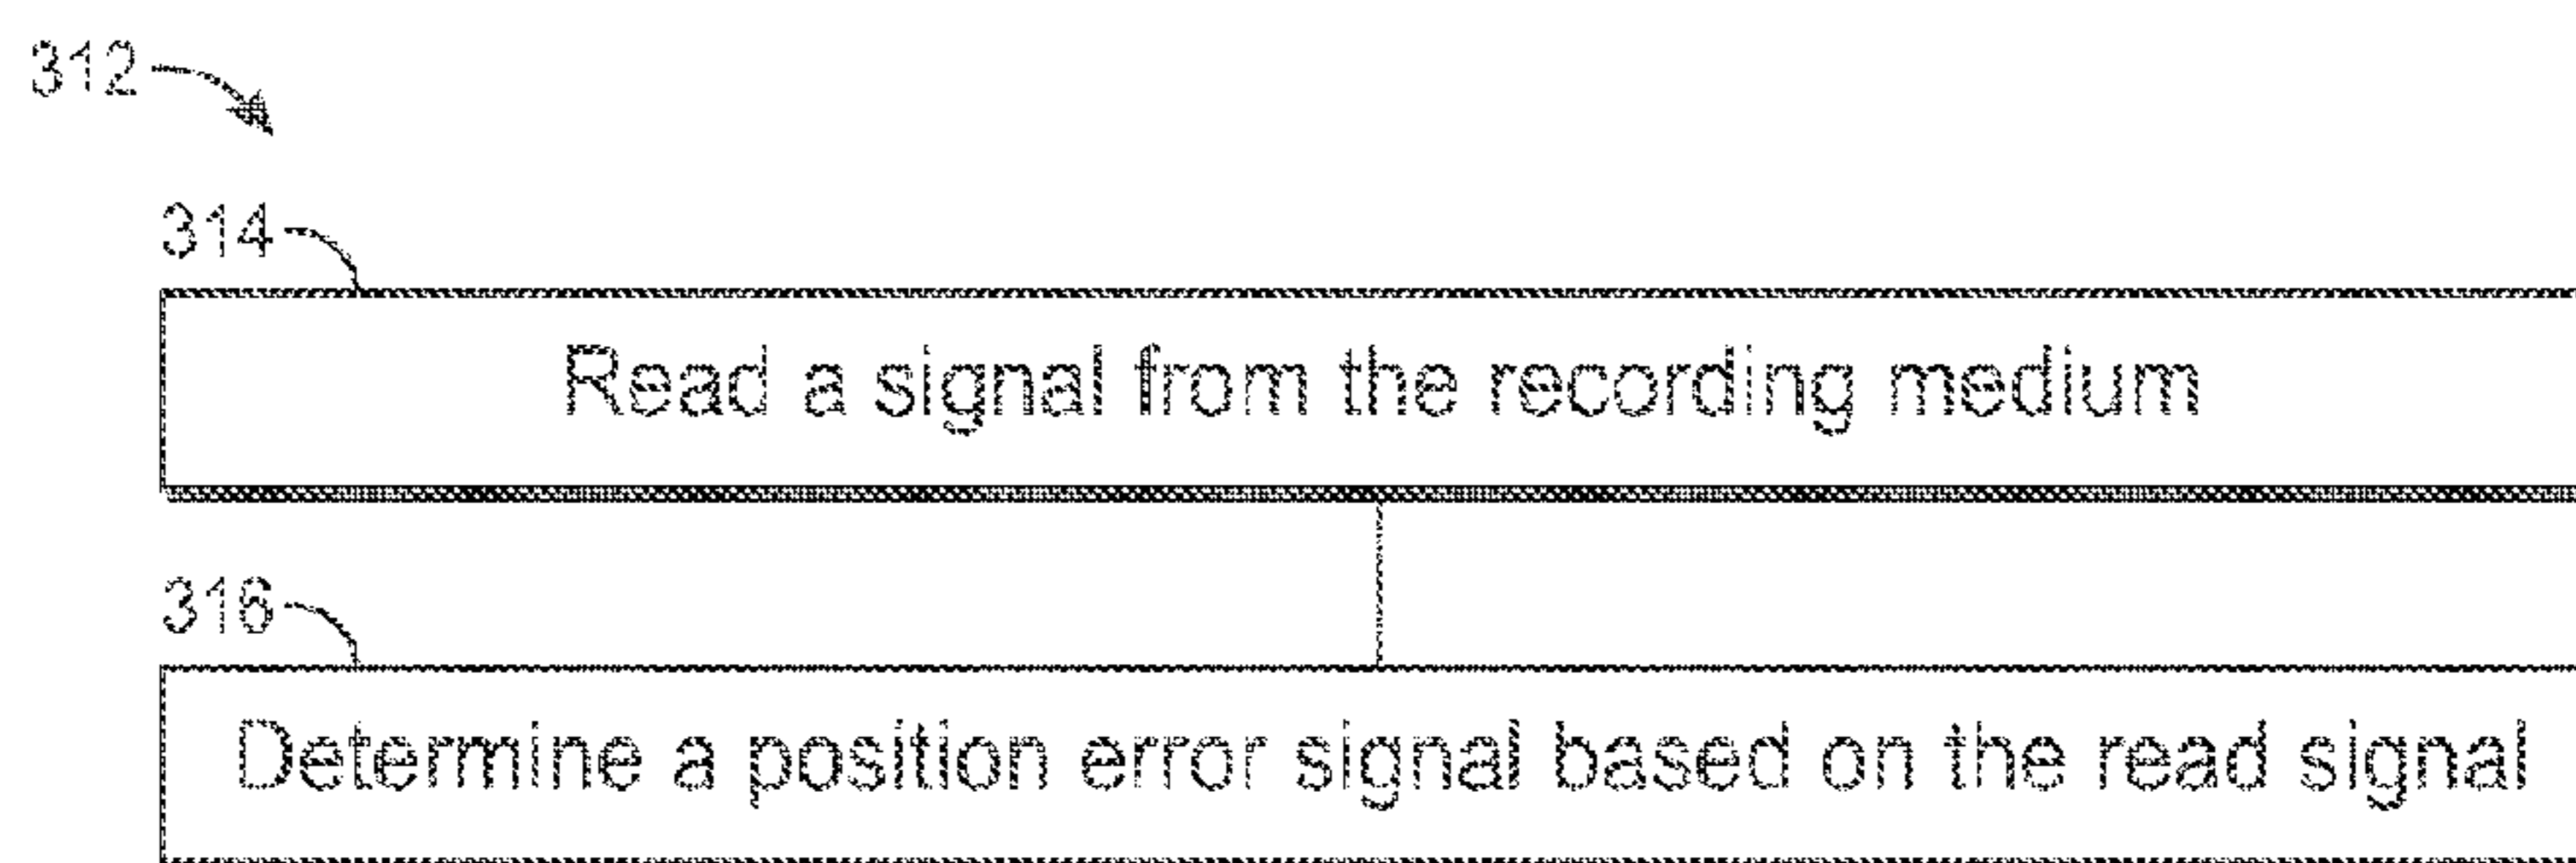 312
314
Read a signal from the recording medium
316
Determine a position error signal based on the read signal